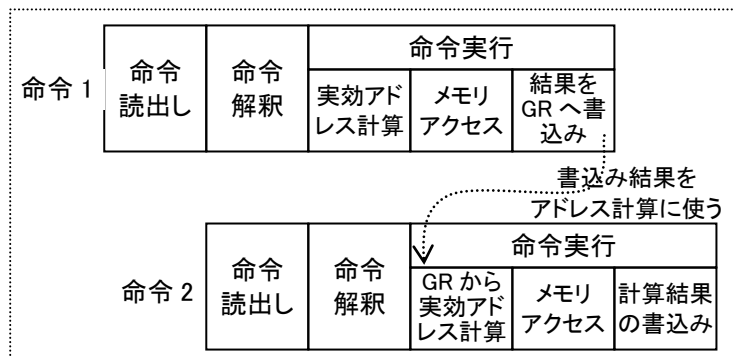 命令実行
命令 1
命令
読出し
命令
解釈
実効アド
レス計算
メモリ
アクセス
結果を
GR へ書
込み
書込み結果を
アドレス計算に使う
命令実行
命令 2
命令
読出し
命令
解釈
GR から
実効アド
レス計算
メモリ
アクセス
計算結果
の書込み